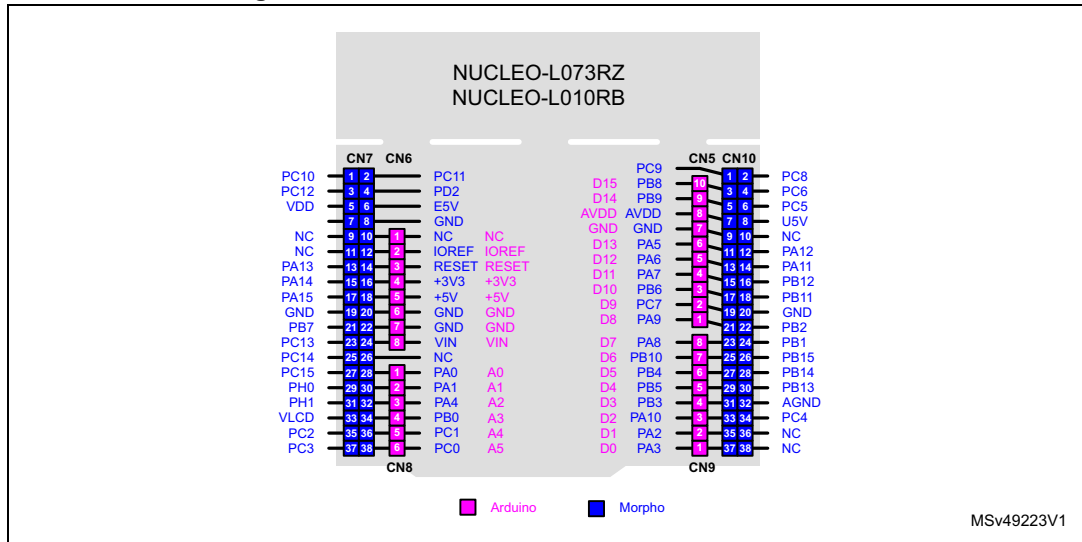 NUCLEO-L073RZ
NUCLEO-L010RB
CN7 CN6 CN5 CN10
PC9
PC10 1 2 PC11 1 2 PC8
D15 PB8 10
PC12 3 4 PD2 3 4 PC6
D14 PB9 9
VDD 5 6 E5V 5 6 PC5
AVDD AVDD 8
7 8 GND 7 8 U5V
GND GND 7
NC 9 10 1 NC NC 9 10 NC
D13 PA5 6
NC 11 12 2 IOREF IOREF 11 12 PA12
D12 PA6 5
PA13 13 14 3 RESET RESET 13 14 PA11
D11 PA7 4
PA14 15 16 4 +3V3 +3V3 15 16 PB12
D10 PB6 3
PA15 17 18 5 +5V +5V 17 18 PB11
D9 PC7 2
GND 19 20 6 GND GND 19 20 GND
D8 PA9 1
PB7 21 22 7 GND GND 21 22 PB2
PC13 23 24 8 VIN VIN D7 PA8 8 23 24 PB1
PC14 25 26 NC D6 PB10 7 25 26 PB15
PC15 27 28 1 PA0 A0 D5 PB4 6 27 28 PB14
PH0 29 30 2 PA1 A1 D4 PB5 5 29 30 PB13
PH1 31 32 3 PA4 A2 D3 PB3 4 31 32 AGND
VLCD 33 34 4 PB0 A3 D2 PA10 3 33 34 PC4
PC2 35 36 5 PC1 A4 D1 PA2 2 35 36 NC
PC3 37 38 6 PC0 A5 D0 PA3 1 37 38 NC
CN8 CN9
Arduino Morpho
MSv49223V1